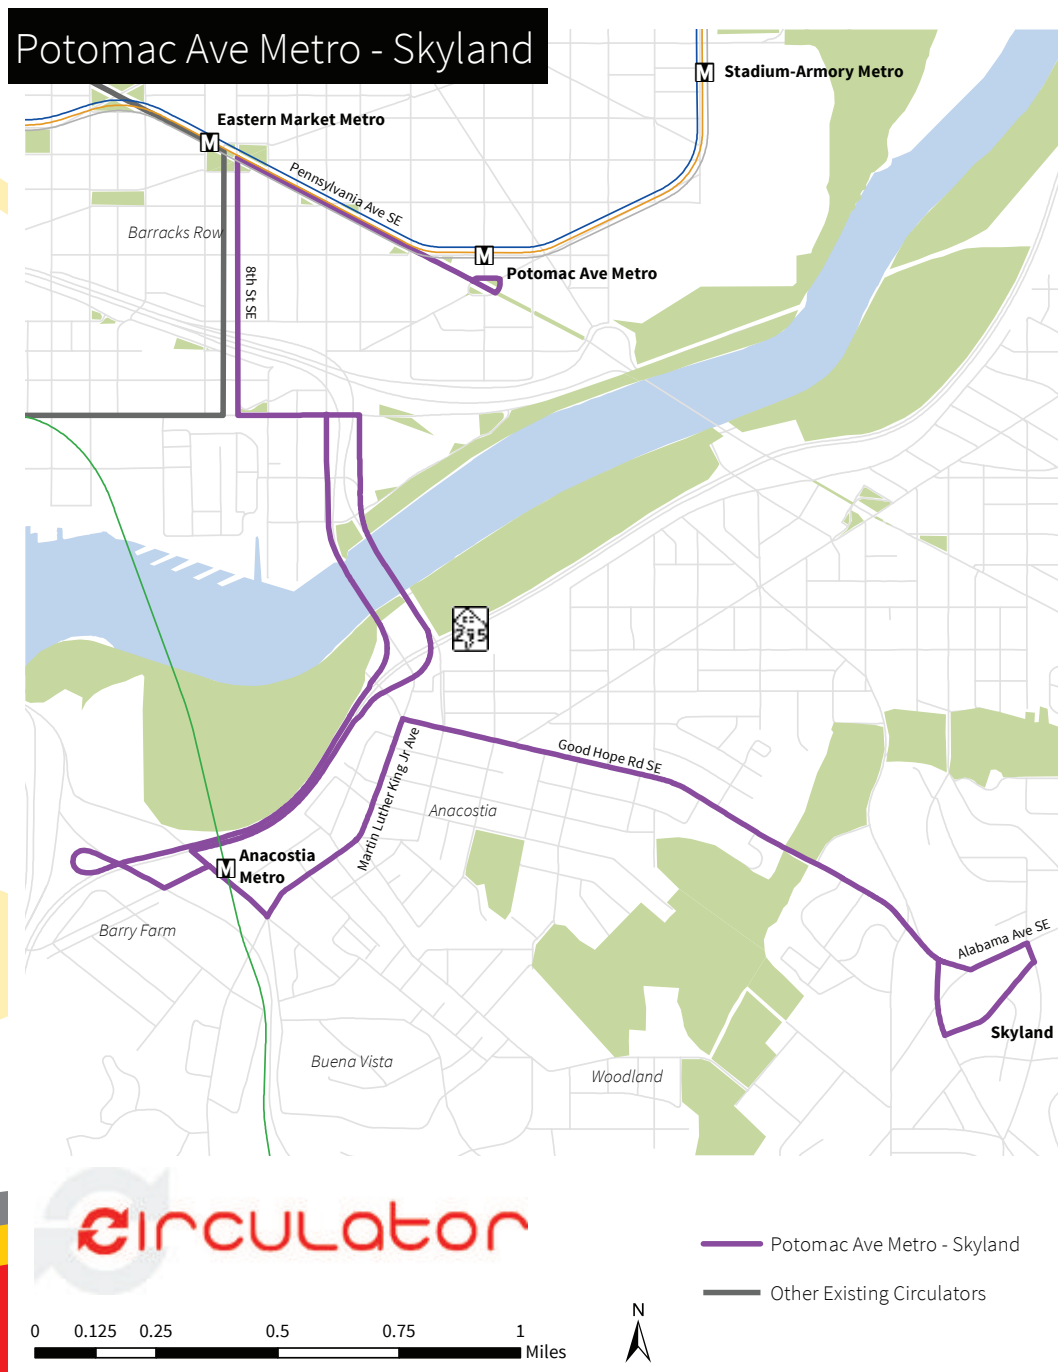 Potomac Ave Metro - Skyland
M
Stadium-Armory Metro
Eastern Market Metro
M
Pennsylvania Ave SE
Barracks Row
M
Potomac Ave Metro
8th St SE
295
Good Hope Rd SE
Martin Luther King Jr Ave
Anacostia
M
Anacostia
Metro
Barry Farm
Alabama Ave SE
Skyland
Buena Vista
Woodland
circulator
Potomac Ave Metro - Skyland
Other Existing Circulators
N
0 0.125 0.25 0.5 0.75 1
Miles